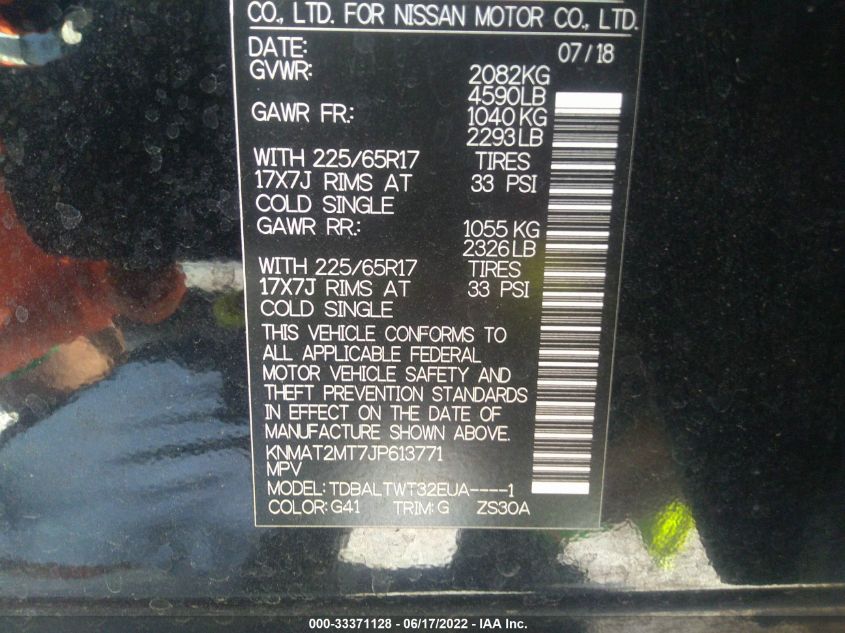 CO., LTD. FOR NISSAN MOTOR CO., LTD.
DATE: 07/18
GVWR: 2082KG
4590LB
GAWR FR.: 1040 KG
2293LB
WITH 225/65R17 TIRES
17X7J RIMS AT 33 PSI
COLD SINGLE
GAWR RR.: 1055 KG
2326LB
WITH 225/65R17 TIRES
17X7J RIMS AT 33 PSI
COLD SINGLE
THIS VEHICLE CONFORMS TO
ALL APPLICABLE FEDERAL
MOTOR VEHICLE SAFETY AND
THEFT PREVENTION STANDARDS
IN EFFECT ON THE DATE OF
MANUFACTURE SHOWN ABOVE.
KNMAT2MT7JP613771
MPV
MODEL: TDBALTWT32EUA----1
COLOR: G41 TRIM: G ZS30A
000-33371128 - 06/17/2022 - IAA Inc.